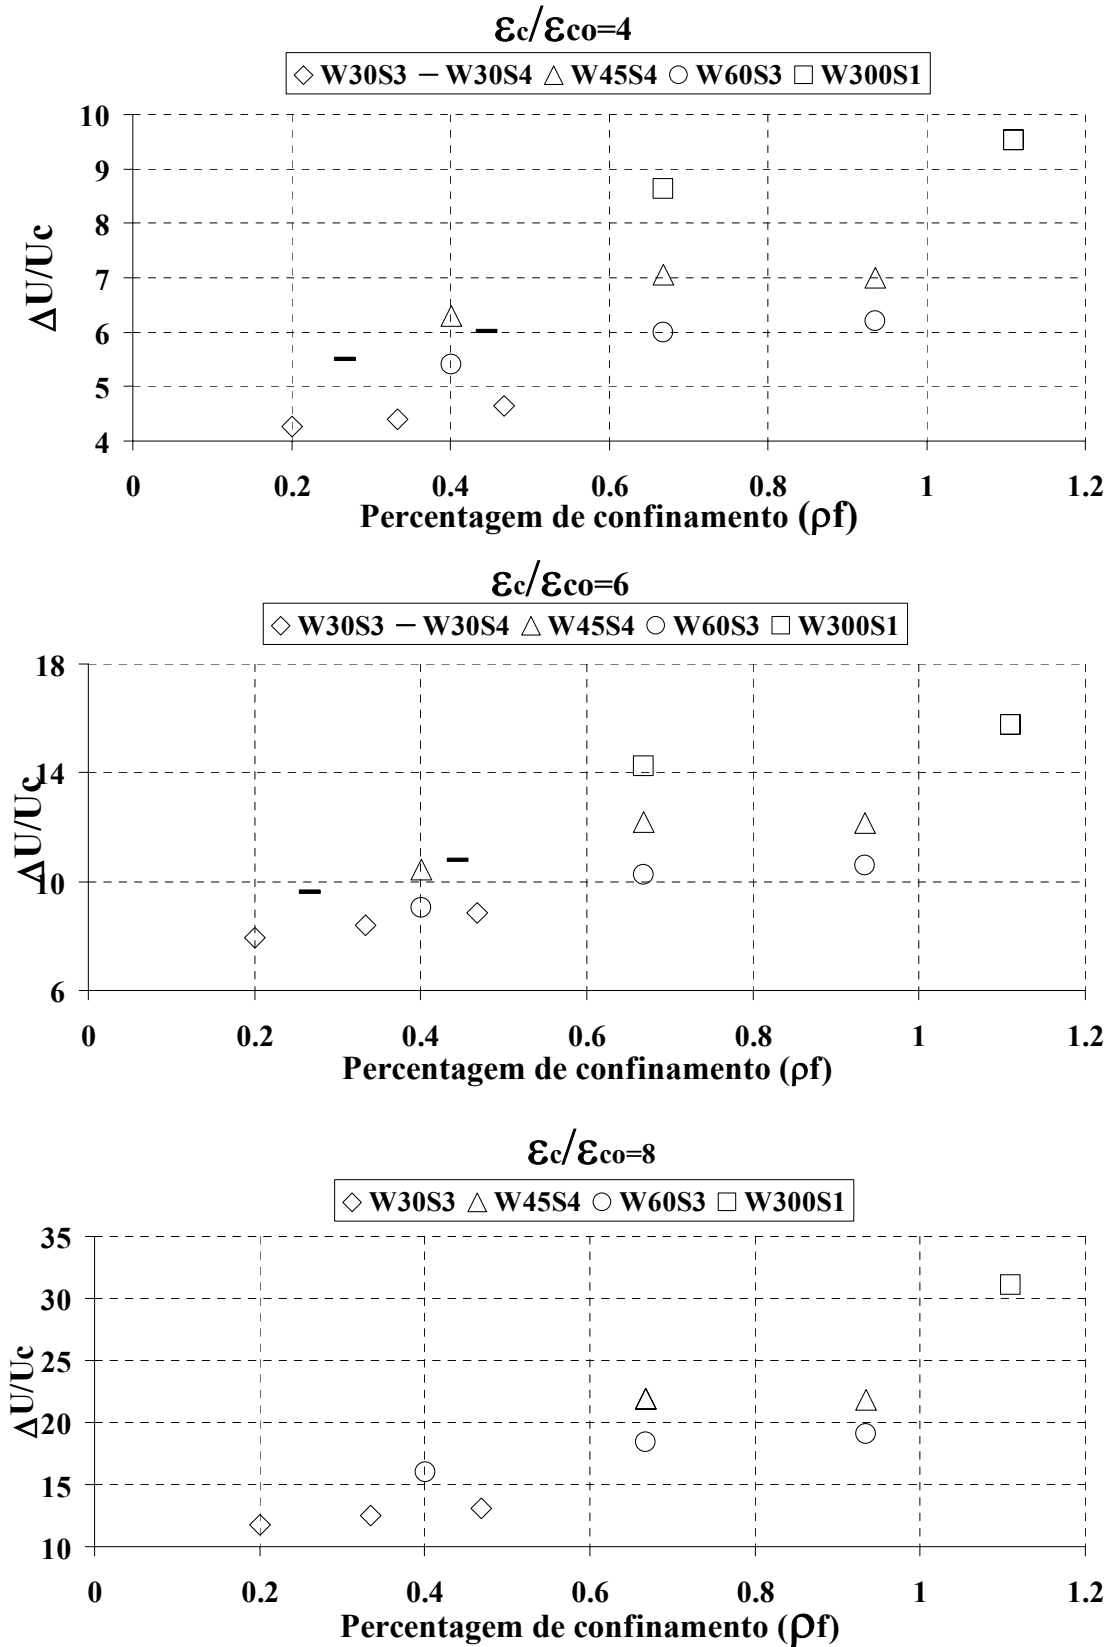 εc/εco=4
W30S3 W30S4 W45S4 W60S3 W300S1
10
9
8
7
6
5
4
ΔU/Uc
0 0.2 0.4 0.6 0.8 1 1.2
Percentagem de confinamento (ρf)
εc/εco=6
W30S3 W30S4 W45S4 W60S3 W300S1
18
14
10
6
ΔU/Uc
0 0.2 0.4 0.6 0.8 1 1.2
Percentagem de confinamento (ρf)
εc/εco=8
W30S3 W45S4 W60S3 W300S1
35
30
25
20
15
10
ΔU/Uc
0 0.2 0.4 0.6 0.8 1 1.2
Percentagem de confinamento (ρf)